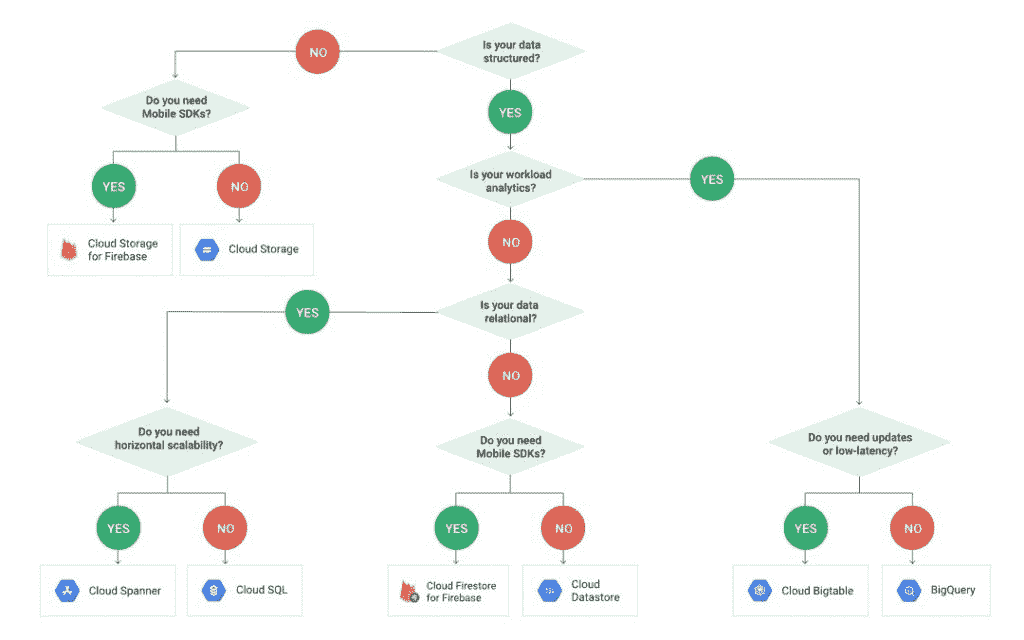 Is your data
structured?
NO
YES
Do you need
Mobile SDKs?
YES
NO
Cloud Storage
for Firebase
Cloud Storage
Is your workload
analytics?
YES
NO
Is your data
relational?
YES
NO
Do you need
horizontal scalability?
YES
NO
Cloud Spanner
Cloud SQL
Do you need
Mobile SDKs?
YES
NO
Cloud Firestore
for Firebase
Cloud
Datastore
Do you need updates
or low-latency?
YES
NO
Cloud Bigtable
BigQuery